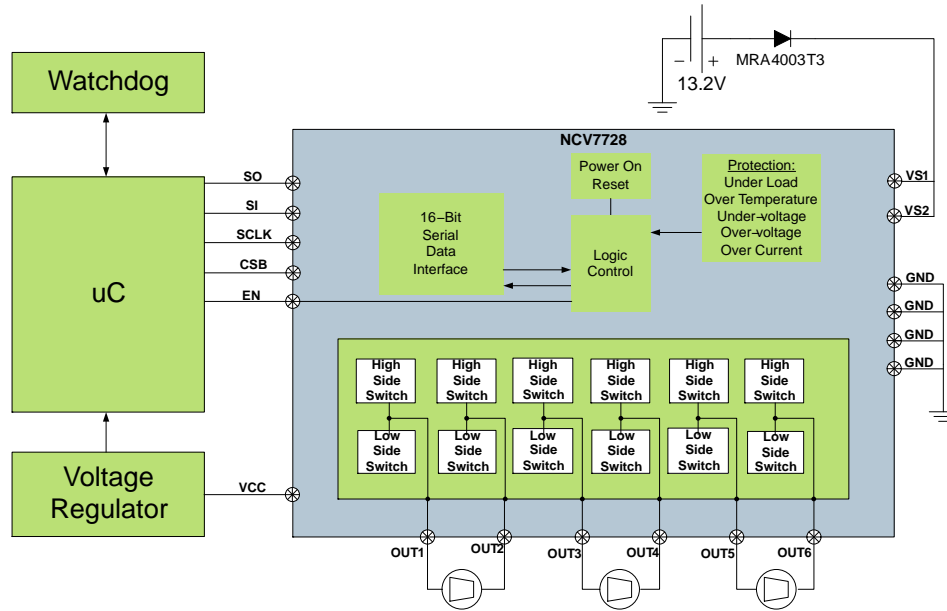 Watchdog
− +
13.2V
MRA4003T3
NCV7728
uC
SO
SI
SCLK
CSB
EN
16−Bit
Serial
Data
Interface
Power On
Reset
Logic
Control
Protection:
Under Load
Over Temperature
Under−voltage
Over−voltage
Over Current
VS1
VS2
GND
GND
GND
GND
High
Side
Switch
High
Side
Switch
High
Side
Switch
High
Side
Switch
High
Side
Switch
High
Side
Switch
Low
Side
Switch
Low
Side
Switch
Low
Side
Switch
Low
Side
Switch
Low
Side
Switch
Low
Side
Switch
Voltage
Regulator
VCC
OUT1
OUT2
OUT3
OUT4
OUT5
OUT6